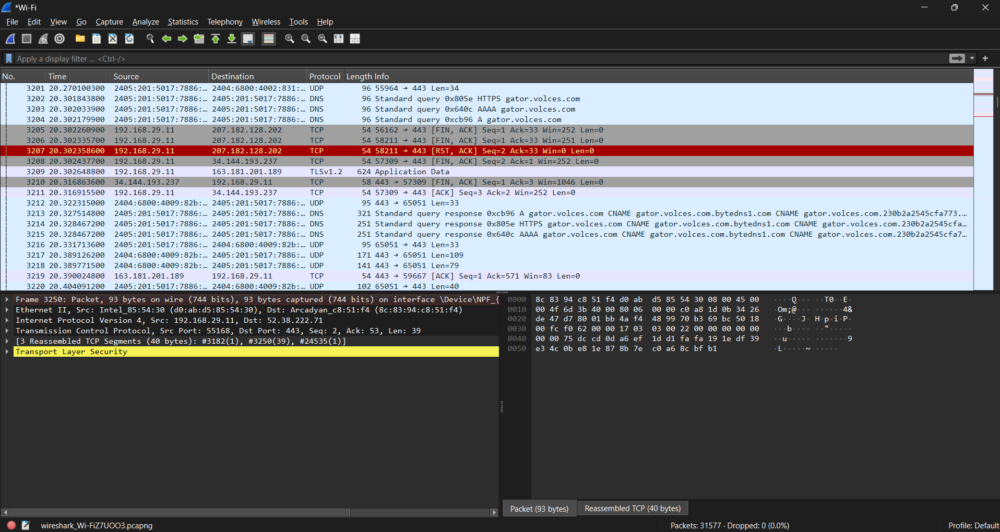 *Wi-Fi
File Edit View Go Capture Analyze Statistics Telephony Wireless Tools Help
Apply a display filter ... <Ctrl-/>
No. Time Source Destination Protocol Length Info
3201 20.270100300 2405:201:5017:7886:… 2404:6800:4002:831:… UDP 96 55964 → 443 Len=34
3202 20.301843800 2405:201:5017:7886:… 2405:201:5017:7886:… DNS 96 Standard query 0x805e HTTPS gator.volces.com
3203 20.302033900 2405:201:5017:7886:… 2405:201:5017:7886:… DNS 96 Standard query 0x640c AAAA gator.volces.com
3204 20.302179900 2405:201:5017:7886:… 2405:201:5017:7886:… DNS 96 Standard query 0xcb96 A gator.volces.com
3205 20.302260900 192.168.29.11 207.182.128.202 TCP 54 56162 → 443 [FIN, ACK] Seq=1 Ack=33 Win=252 Len=0
3206 20.302335700 192.168.29.11 207.182.128.202 TCP 54 58211 → 443 [FIN, ACK] Seq=1 Ack=33 Win=251 Len=0
3207 20.302358600 192.168.29.11 207.182.128.202 TCP 54 58211 → 443 [RST, ACK] Seq=2 Ack=33 Win=0 Len=0
3208 20.302437700 192.168.29.11 34.144.193.237 TCP 54 57309 → 443 [FIN, ACK] Seq=2 Ack=1 Win=252 Len=0
3209 20.302648800 192.168.29.11 163.181.201.189 TLSv1.2 624 Application Data
3210 20.316863600 34.144.193.237 192.168.29.11 TCP 58 443 → 57309 [FIN, ACK] Seq=1 Ack=3 Win=1046 Len=0
3211 20.316915500 192.168.29.11 34.144.193.237 TCP 54 57309 → 443 [ACK] Seq=3 Ack=2 Win=252 Len=0
3212 20.322315000 2404:6800:4009:82b:… 2405:201:5017:7886:… UDP 95 443 → 65051 Len=33
3213 20.327514800 2405:201:5017:7886:… 2405:201:5017:7886:… DNS 321 Standard query response 0xcb96 A gator.volces.com CNAME gator.volces.com.bytedns1.com CNAME gator.volces.com.230b2a2545cfa773.…
3214 20.328467200 2405:201:5017:7886:… 2405:201:5017:7886:… DNS 251 Standard query response 0x805e HTTPS gator.volces.com CNAME gator.volces.com.bytedns1.com CNAME gator.volces.com.230b2a2545cfa…
3215 20.328467200 2405:201:5017:7886:… 2405:201:5017:7886:… DNS 251 Standard query response 0x640c AAAA gator.volces.com CNAME gator.volces.com.bytedns1.com CNAME gator.volces.com.230b2a2545cfa7…
3216 20.331713600 2405:201:5017:7886:… 2404:6800:4009:82b:… UDP 95 65051 → 443 Len=33
3217 20.389126200 2404:6800:4009:82b:… 2405:201:5017:7886:… UDP 171 443 → 65051 Len=109
3218 20.389771500 2404:6800:4009:82b:… 2405:201:5017:7886:… UDP 141 443 → 65051 Len=79
3219 20.390024800 163.181.201.189 192.168.29.11 TCP 54 443 → 59667 [ACK] Seq=1 Ack=571 Win=83 Len=0
3220 20.404091200 2405:201:5017:7886:… 2404:6800:4009:82b:… UDP 102 65051 → 443 Len=40
Frame 3250: Packet, 93 bytes on wire (744 bits), 93 bytes captured (744 bits) on interface \Device\NPF_{
Ethernet II, Src: Intel_85:54:30 (d0:ab:d5:85:54:30), Dst: Arcadyan_c8:51:f4 (8c:83:94:c8:51:f4)
Internet Protocol Version 4, Src: 192.168.29.11, Dst: 52.38.222.71
Transmission Control Protocol, Src Port: 55168, Dst Port: 443, Seq: 2, Ack: 53, Len: 39
[3 Reassembled TCP Segments (40 bytes): #3182(1), #3250(39), #24535(1)]
Transport Layer Security
0000 8c 83 94 c8 51 f4 d0 ab d5 85 54 30 08 00 45 00 ····Q··· ··T0··E·
0010 00 4f 6d 3b 40 00 80 06 00 00 c0 a8 1d 0b 34 26 ·Om;@··· ······4&
0020 de 47 d7 80 01 bb 4a f4 48 99 70 b3 69 bc 50 18 ·G····J· H·p·i·P·
0030 00 fc f0 62 00 00 17 03 03 00 22 00 00 00 00 00 ···b···· ··"·····
0040 00 00 75 dc cd 0d a6 ef 1d d1 fa fa 19 1e df 39 ··u····· ·······9
0050 e3 4c 0b e8 1e 87 8b 7e c0 a6 8c bf b1 ·L·····~ ·····
Packet (93 bytes) Reassembled TCP (40 bytes)
wireshark_Wi-FiZ7UOO3.pcapng Packets: 31577 · Dropped: 0 (0.0%) Profile: Default